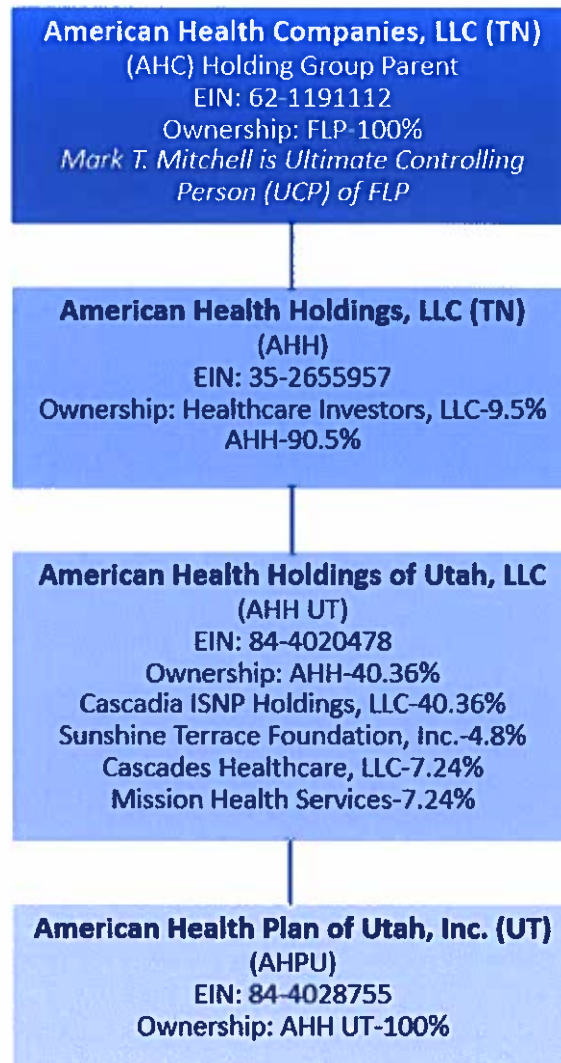 American Health Companies, LLC (TN)
(AHC) Holding Group Parent
EIN: 62-1191112
Ownership: FLP-100%
Mark T. Mitchell is Ultimate Controlling
Person (UCP) of FLP
American Health Holdings, LLC (TN)
(AHH)
EIN: 35-2655957
Ownership: Healthcare Investors, LLC-9.5%
AHH-90.5%
American Health Holdings of Utah, LLC
(AHH UT)
EIN: 84-4020478
Ownership: AHH-40.36%
Cascadia ISNP Holdings, LLC-40.36%
Sunshine Terrace Foundation, Inc.-4.8%
Cascades Healthcare, LLC-7.24%
Mission Health Services-7.24%
American Health Plan of Utah, Inc. (UT)
(AHPU)
EIN: 84-4028755
Ownership: AHH UT-100%